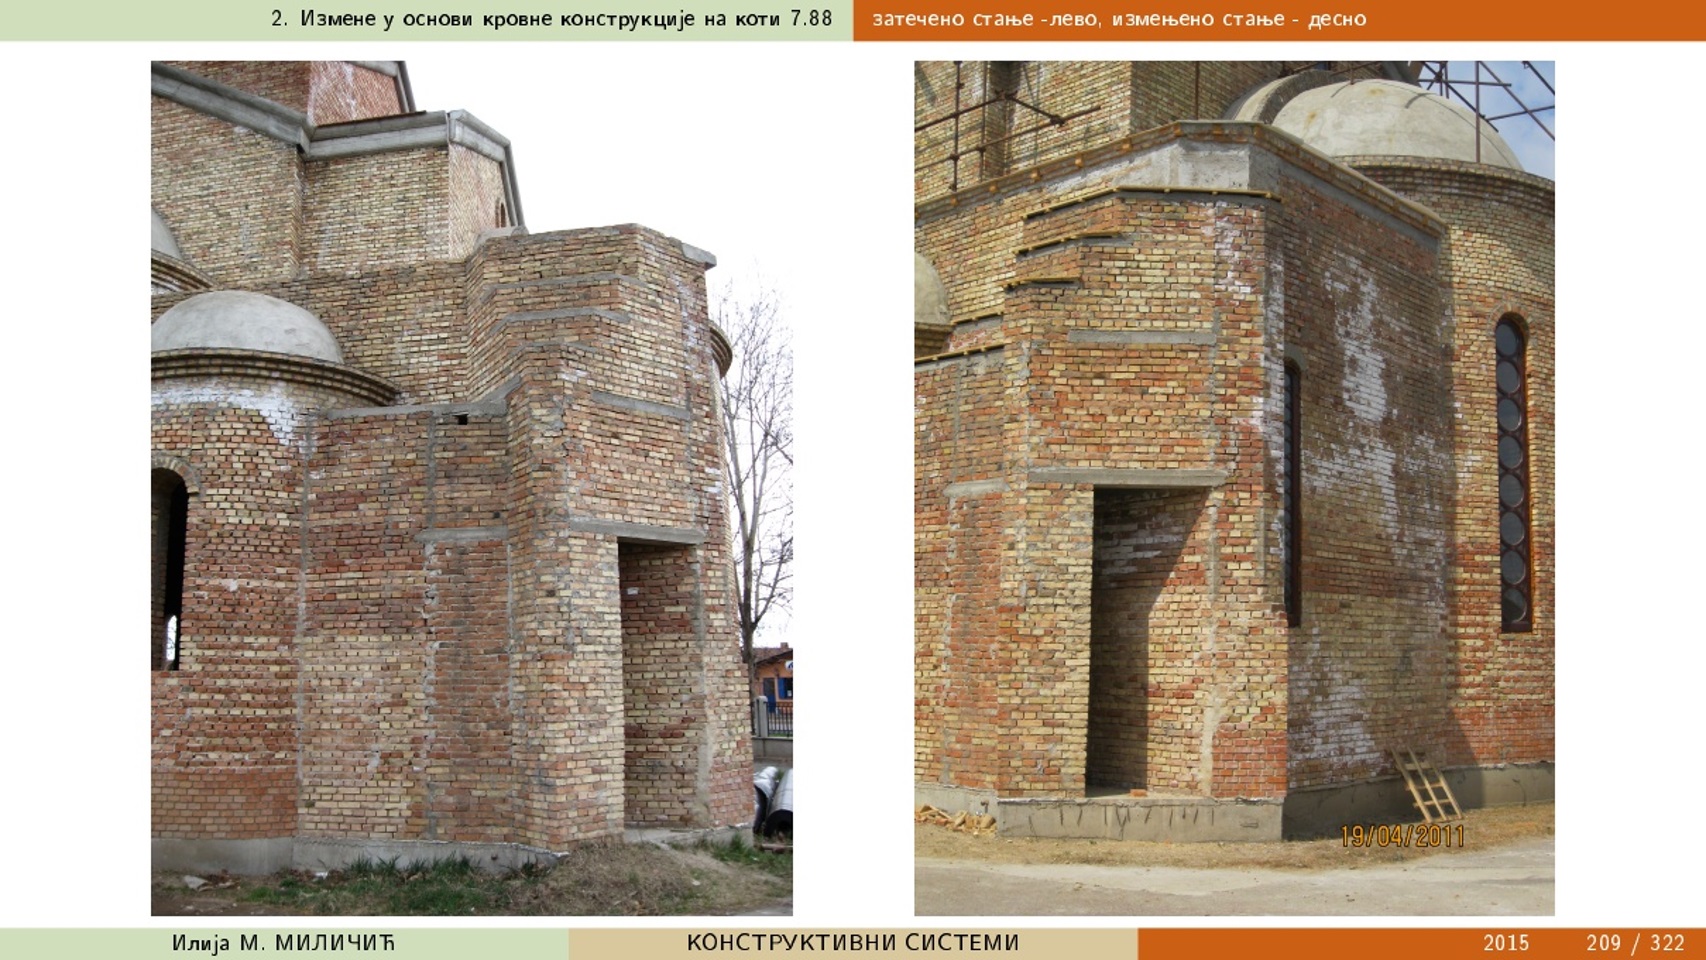 2. Измене у основи кровне конструкције на коти 7.88
затечено стање -лево, измењено стање - десно
19/04/2011
Илија М. МИЛИЧИЋ
КОНСТРУКТИВНИ СИСТЕМИ
2015
209 / 322